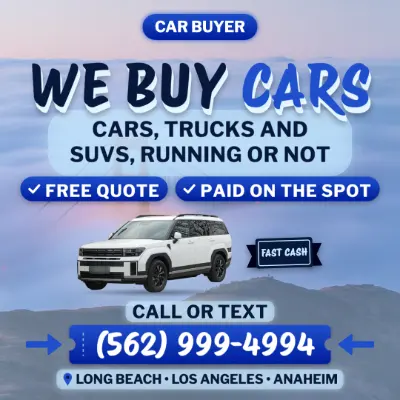 CAR BUYER
WE BUY CARS
CARS, TRUCKS AND
SUVS, RUNNING OR NOT
FREE QUOTE
PAID ON THE SPOT
FAST CASH
CALL OR TEXT
(562) 999-4994
LONG BEACH • LOS ANGELES • ANAHEIM